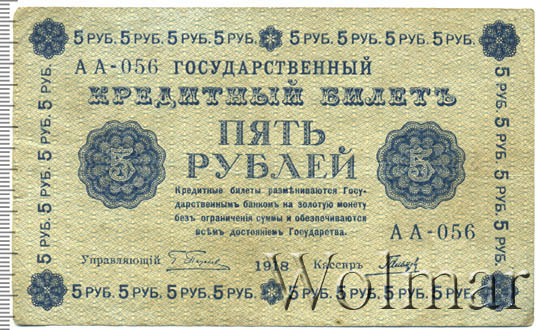 5 РУБ. 5 РУБ. 5 РУБ. 5 РУБ. 5 РУБ. 5 РУБ. 5 РУБ. 5 РУБ.
АА-056 ГОСУДАРСТВЕННЫЙ
КРЕДИТНЫЙ БИЛЕТЪ
ПЯТЬ
РУБЛЕЙ
5
5
Кредитные билеты размѣниваются Госу-
дарственнымъ банкомъ на золотую монету
безъ ограниченія суммы и обезпечиваются
всѣмъ достояніемъ Государства.
АА-056
Управляющій 1918 Кассиръ
5 РУБ. 5 РУБ. 5 РУБ. 5 РУБ. 5 РУБ. 5 РУБ. 5 РУБ. 5 РУБ.
5 РУБ. 5 РУБ. 5 РУБ. 5 РУБ.
5 РУБ. 5 РУБ. 5 РУБ. 5 РУБ.
Wolmar